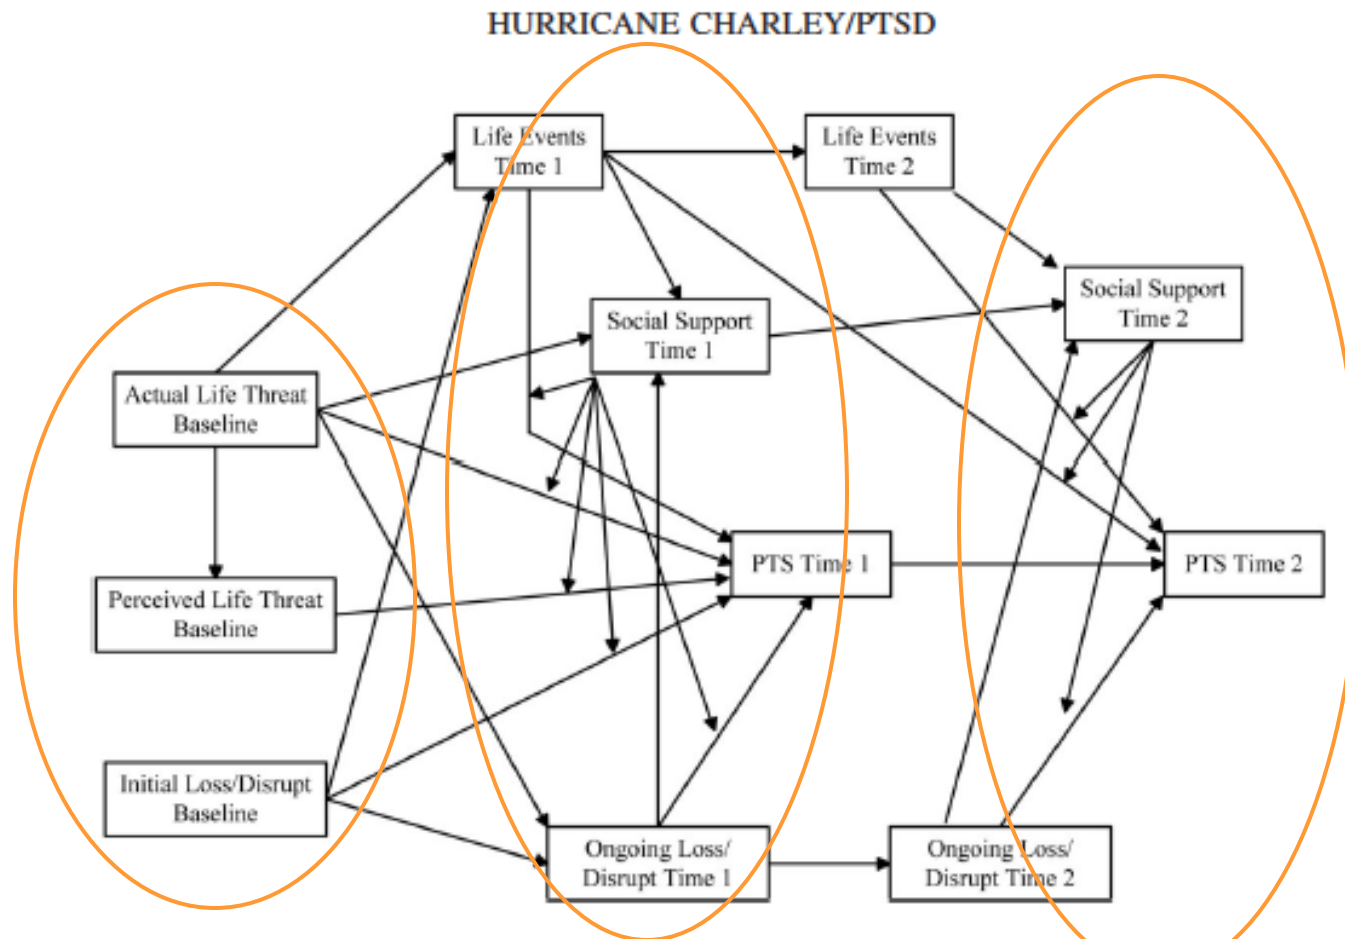 HURRICANE CHARLEY/PTSD
Life Events
Time 1
Life Events
Time 2
Social Support
Time 2
Social Support
Time 1
Actual Life Threat
Baseline
PTS Time 1
PTS Time 2
Perceived Life Threat
Baseline
Initial Loss/Disrupt
Baseline
Ongoing Loss/
Disrupt Time 1
Ongoing Loss/
Disrupt Time 2